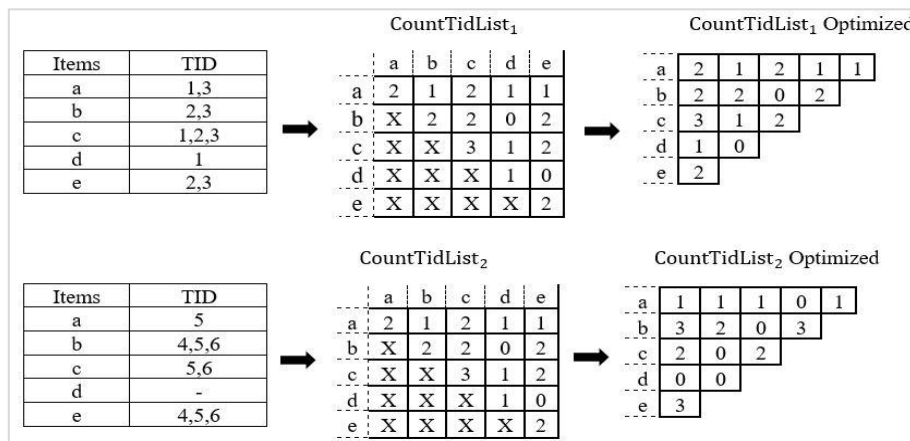 CountTidList₁
CountTidList₁ Optimized
Items TID
a 1,3
b 2,3
c 1,2,3
d 1
e 2,3
a b c d e
a 2 1 2 1 1
b X 2 2 0 2
c X X 3 1 2
d X X X 1 0
e X X X X 2
a 2 1 2 1 1
b 2 2 0 2
c 3 1 2
d 1 0
e 2
CountTidList₂
CountTidList₂ Optimized
Items TID
a 5
b 4,5,6
c 5,6
d -
e 4,5,6
a b c d e
a 2 1 2 1 1
b X 2 2 0 2
c X X 3 1 2
d X X X 1 0
e X X X X 2
a 1 1 1 0 1
b 3 2 0 3
c 2 0 2
d 0 0
e 3